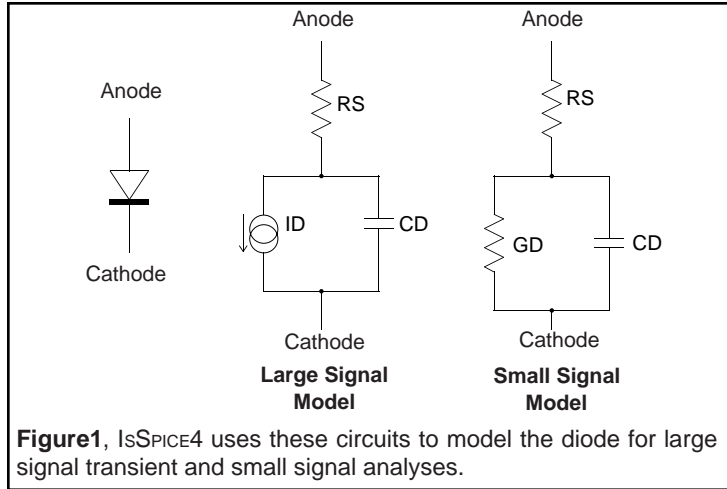 Anode
Cathode
Anode
RS
ID
CD
Cathode
Large Signal
Model
Anode
RS
GD
CD
Cathode
Small Signal
Model
Figure1, ISSPICE4 uses these circuits to model the diode for large
signal transient and small signal analyses.